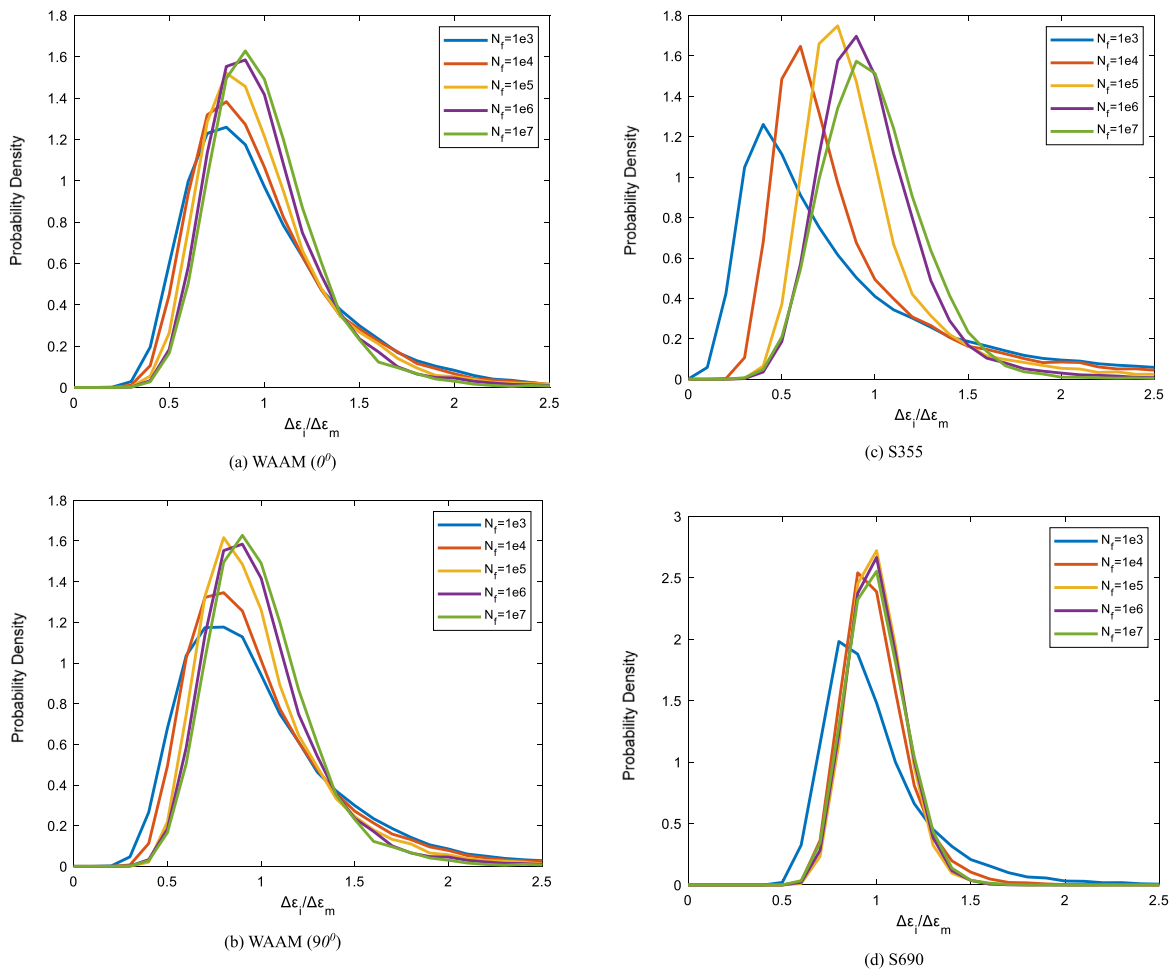 1.8
1.6
1.4
1.2
1
0.8
0.6
0.4
0.2
0
Probability Density
N_f=1e3
N_f=1e4
N_f=1e5
N_f=1e6
N_f=1e7
0 0.5 1 1.5 2 2.5
Δε_i/Δε_m
(a) WAAM (0⁰)
1.8
1.6
1.4
1.2
1
0.8
0.6
0.4
0.2
0
Probability Density
N_f=1e3
N_f=1e4
N_f=1e5
N_f=1e6
N_f=1e7
0 0.5 1 1.5 2 2.5
Δε_i/Δε_m
(b) WAAM (90⁰)
1.8
1.6
1.4
1.2
1
0.8
0.6
0.4
0.2
0
Probability Density
N_f=1e3
N_f=1e4
N_f=1e5
N_f=1e6
N_f=1e7
0 0.5 1 1.5 2 2.5
Δε_i/Δε_m
(c) S355
3
2.5
2
1.5
1
0.5
0
Probability Density
N_f=1e3
N_f=1e4
N_f=1e5
N_f=1e6
N_f=1e7
0 0.5 1 1.5 2 2.5
Δε_i/Δε_m
(d) S690